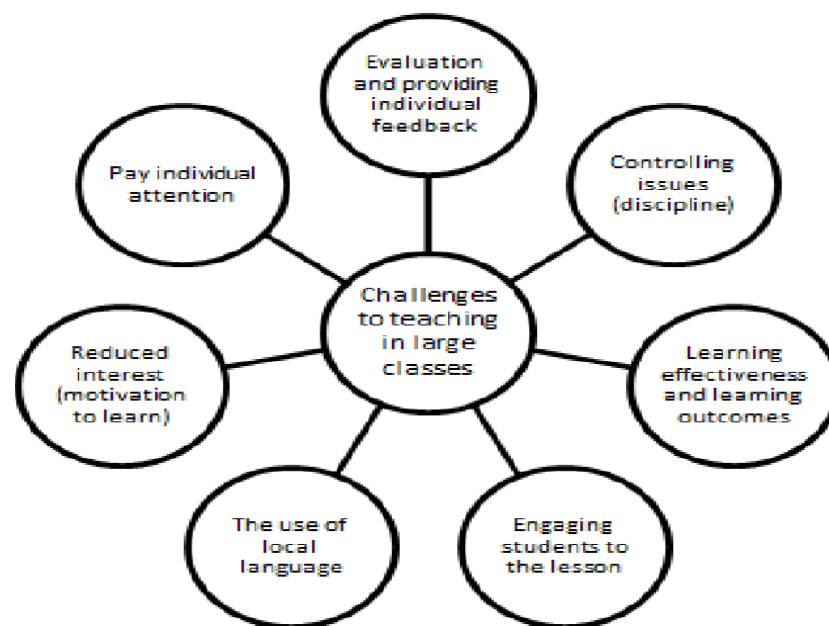 Evaluation
and providing
individual
feedback
Controlling
issues
(discipline)
Learning
effectiveness
and learning
outcomes
Engaging
students to
the lesson
The use of
local
language
Reduced
interest
(motivation
to learn)
Pay individual
attention
Challenges
to teaching
in large
classes